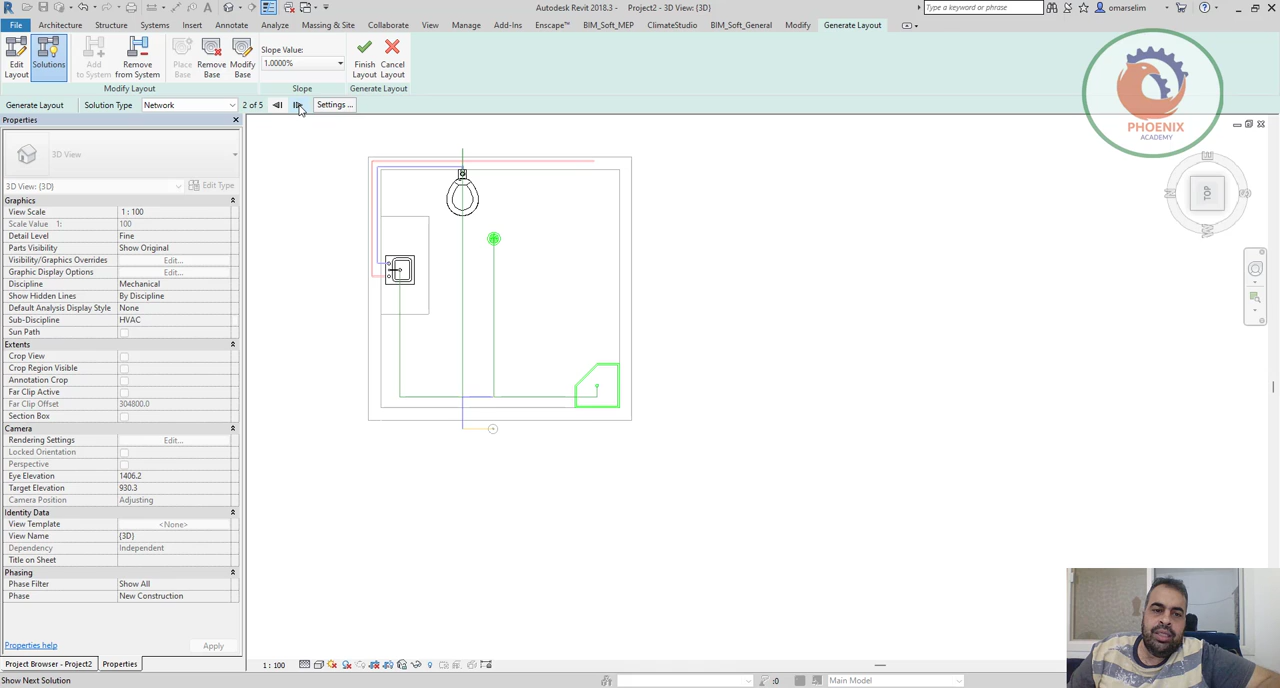 Autodesk Revit 2018.3 - Project2 - 3D View: {3D}
Type a keyword or phrase
omarselim
File
Architecture
Structure
Systems
Insert
Annotate
Analyze
Massing & Site
Collaborate
View
Manage
Add-Ins
Enscape™
BIM_Soft_MEP
ClimateStudio
BIM_Soft_General
Modify
Generate Layout
Edit
Layout
Solutions
Add
to System
Remove
from System
Place
Base
Remove
Base
Modify
Base
Slope Value:
1.0000%
Finish
Layout
Cancel
Layout
Modify Layout
Slope
Generate Layout
Generate Layout
Solution Type
Network
2 of 5
Settings ...
PHOENIX
ACADEMY
Properties
3D View
3D View: {3D}
Edit Type
Graphics
View Scale 1 : 100
Scale Value 1: 100
Detail Level Fine
Parts Visibility Show Original
Visibility/Graphics Overrides Edit...
Graphic Display Options Edit...
Discipline Mechanical
Show Hidden Lines By Discipline
Default Analysis Display Style None
Sub-Discipline HVAC
Sun Path
Extents
Crop View
Crop Region Visible
Annotation Crop
Far Clip Active
Far Clip Offset 304800.0
Section Box
Camera
Rendering Settings Edit...
Locked Orientation
Perspective
Eye Elevation 1406.2
Target Elevation 930.3
Camera Position Adjusting
Identity Data
View Template <None>
View Name {3D}
Dependency Independent
Title on Sheet
Phasing
Phase Filter Show All
Phase New Construction
Properties help
Apply
TOP
Project Browser - Project2
Properties
1 : 100
Show Next Solution
:0
Main Model